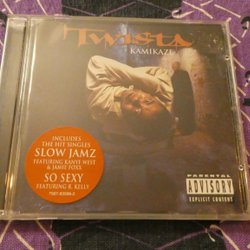 Twista
KAMIKAZE
INCLUDES
THE HIT SINGLES
SLOW JAMZ
FEATURING KANYE WEST
& JAMIE FOXX
SO SEXY
FEATURING R. KELLY
PARENTAL
ADVISORY
EXPLICIT CONTENT